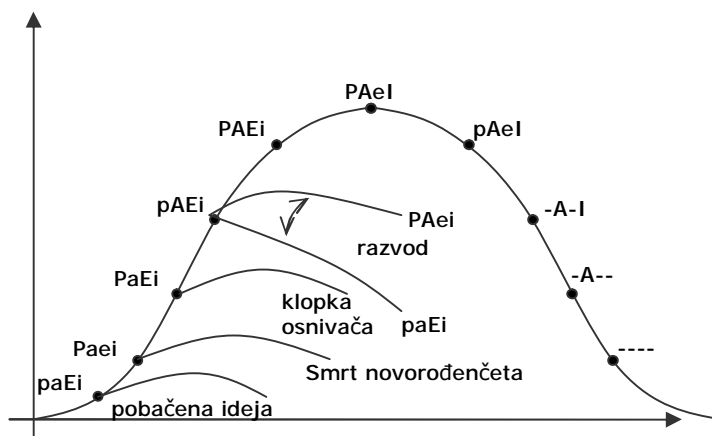 PAeI
PAEi
pAeI
pAEi
PAei
-A-I
razvod
PaEi
-A--
klopka
osnivača
paEi
Paei
----
Smrt novorođenčeta
paEi
pobačena ideja